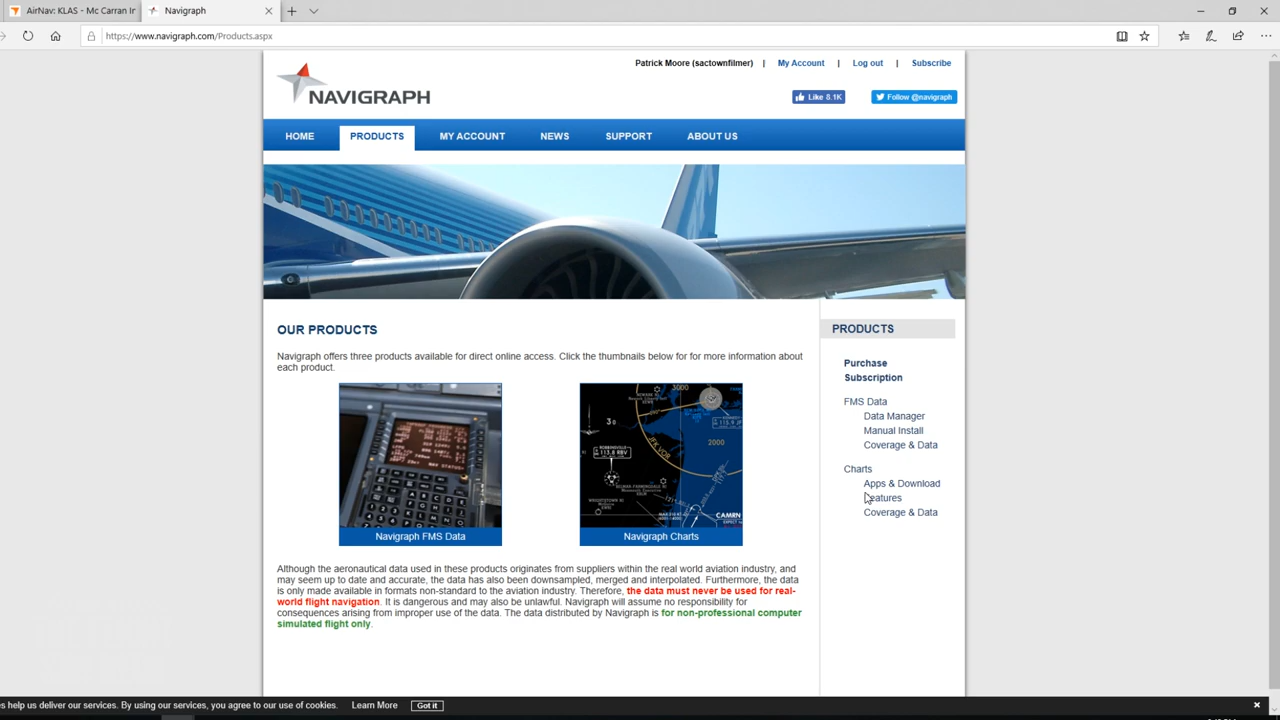 AirNav: KLAS - Mc Carran Ir
Navigraph
https://www.navigraph.com/Products.aspx
Patrick Moore (sactownfilmer) | My Account | Log out | Subscribe
NAVIGRAPH
Like 8.1K
Follow @navigraph
HOME PRODUCTS MY ACCOUNT NEWS SUPPORT ABOUT US
OUR PRODUCTS
Navigraph offers three products available for direct online access. Click the thumbnails below for for more information about
each product.
3000
2000
113.8 RBV
CAMRN
Navigraph FMS Data
Navigraph Charts
Although the aeronautical data used in these products originates from suppliers within the real world aviation industry, and
may seem up to date and accurate, the data has also been downsampled, merged and interpolated. Furthermore, the data
is only made available in formats non-standard to the aviation industry. Therefore, the data must never be used for real-
world flight navigation. It is dangerous and may also be unlawful. Navigraph will assume no responsibility for
consequences arising from improper use of the data. The data distributed by Navigraph is for non-professional computer
simulated flight only.
PRODUCTS
Purchase
Subscription
FMS Data
Data Manager
Manual Install
Coverage & Data
Charts
Apps & Download
Features
Coverage & Data
s help us deliver our services. By using our services, you agree to our use of cookies. Learn More Got it